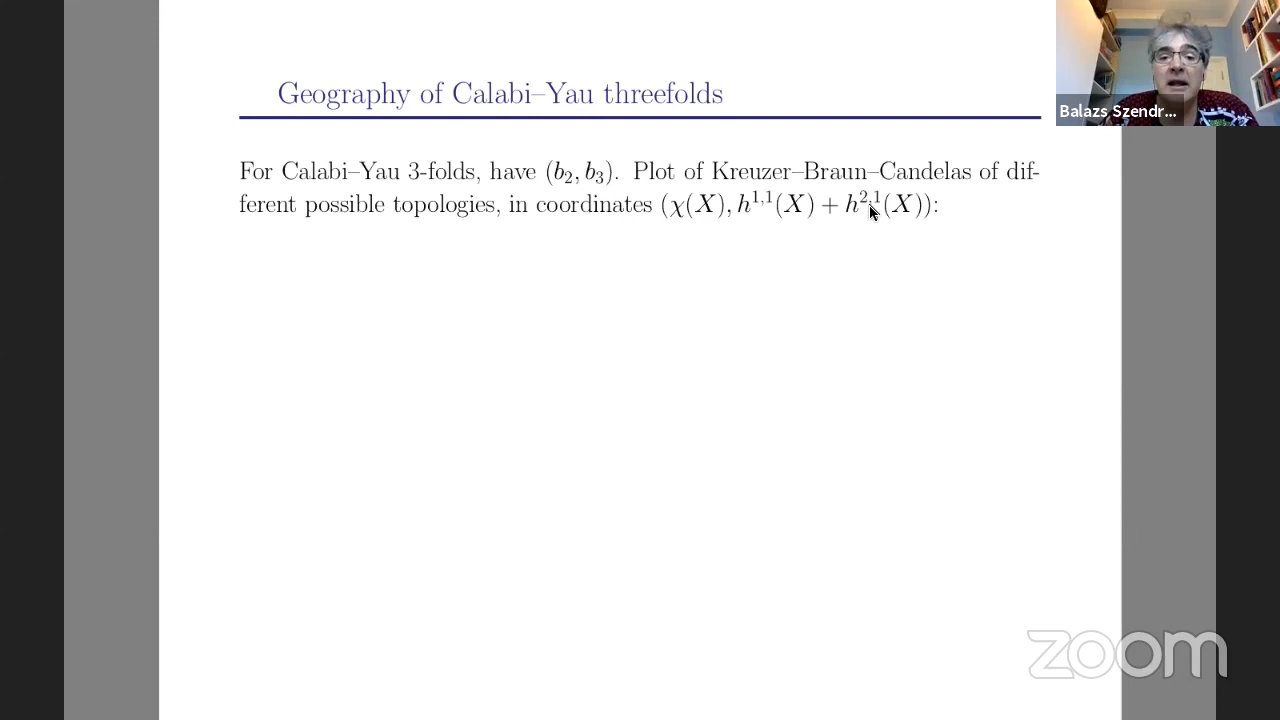 Geography of Calabi–Yau threefolds
Balazs Szendr...
For Calabi–Yau 3-folds, have (b₂, b₃). Plot of Kreuzer–Braun–Candelas of dif-
ferent possible topologies, in coordinates (χ(X), h¹,¹(X) + h²,¹(X)):
zoom